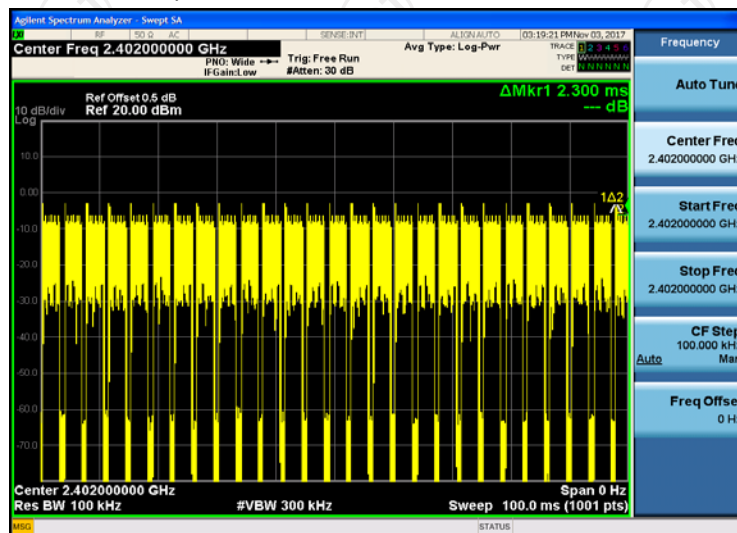 Agilent Spectrum Analyzer - Swept SA
RF 50 Ω AC SENSE:INT ALIGN AUTO 03:19:21 PM Nov 03, 2017
Center Freq 2.402000000 GHz
PNO: Wide
IFGain:Low
Trig: Free Run
#Atten: 30 dB
Avg Type: Log-Pwr
TRACE 1 2 3 4 5 6
TYPE
DET N N N N N N
ΔMkr1 2.300 ms
--- dB
Ref Offset 0.5 dB
10 dB/div Ref 20.00 dBm
Log
10.0
0.00
1Δ2
-10.0
-20.0
-30.0
-40.0
-50.0
-60.0
-70.0
Center 2.402000000 GHz Span 0 Hz
Res BW 100 kHz #VBW 300 kHz Sweep 100.0 ms (1001 pts)
MSG STATUS
Frequency
Auto Tune
Center Freq
2.402000000 GHz
Start Freq
2.402000000 GHz
Stop Freq
2.402000000 GHz
CF Step
100.000 kHz
Auto Man
Freq Offset
0 Hz